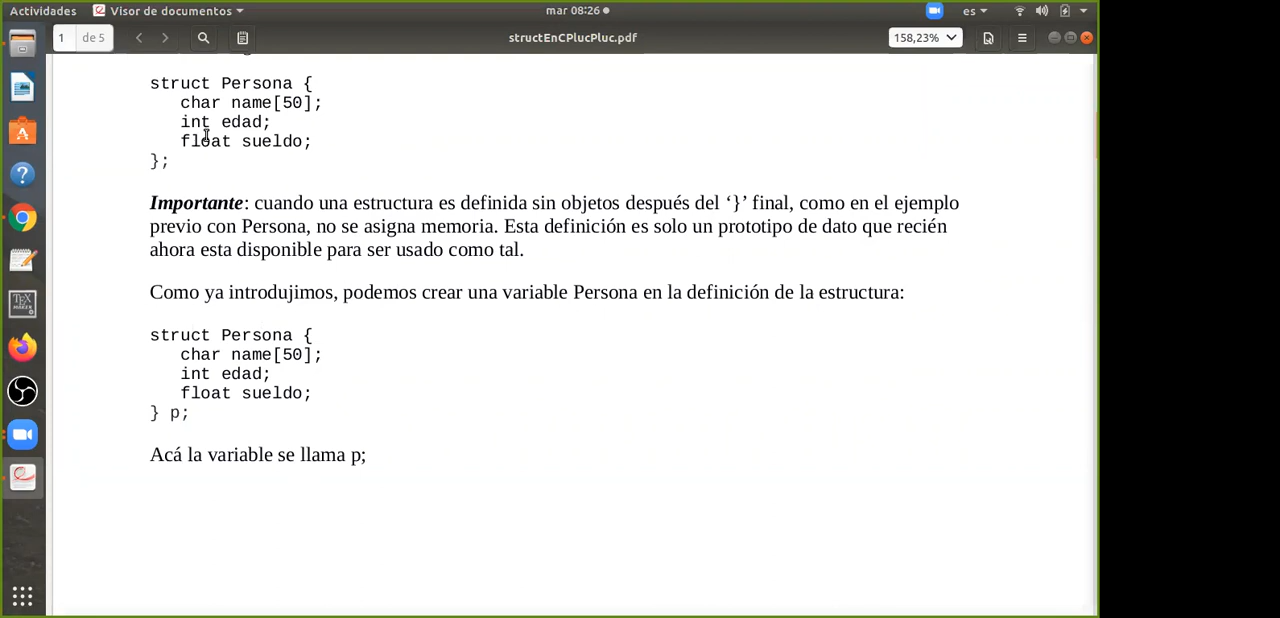 Actividades Visor de documentos mar 08:26 es
1 de 5 structEnCPlucPluc.pdf 158,23%
struct Persona {
char name[50];
int edad;
float sueldo;
};
Importante: cuando una estructura es definida sin objetos después del ‘}’ final, como en el ejemplo
previo con Persona, no se asigna memoria. Esta definición es solo un prototipo de dato que recién
ahora esta disponible para ser usado como tal.
Como ya introdujimos, podemos crear una variable Persona en la definición de la estructura:
struct Persona {
char name[50];
int edad;
float sueldo;
} p;
Acá la variable se llama p;